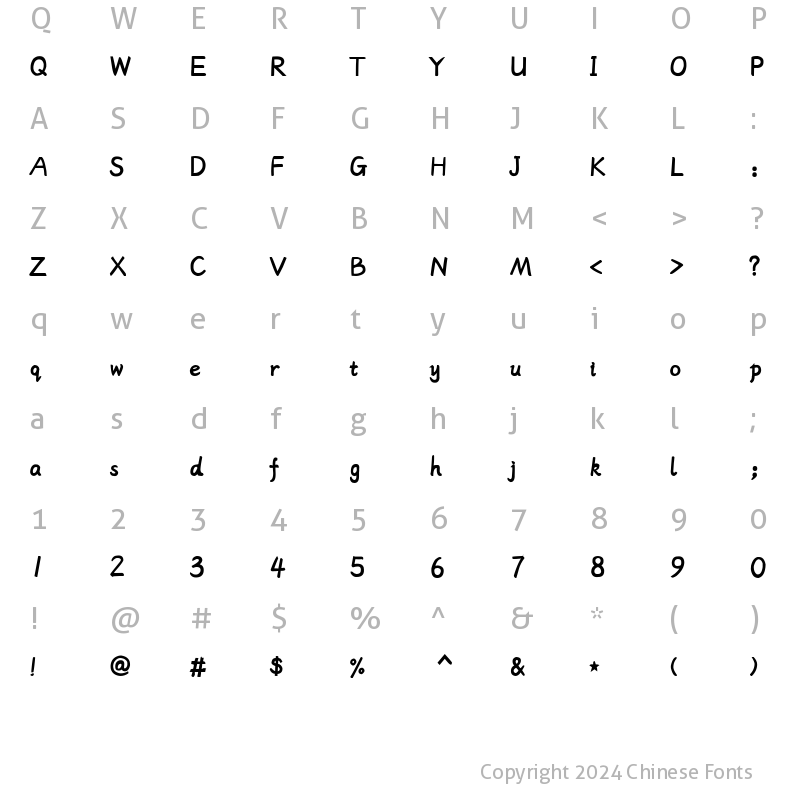 Q W E R T Y U I O P
Q W E R T Y U I O P
A S D F G H J K L :
A S D F G H J K L :
Z X C V B N M < > ?
Z X C V B N M < > ?
q w e r t y u i o p
q w e r t y u i o p
a s d f g h j k l ;
a s d f g h j k l ;
1 2 3 4 5 6 7 8 9 0
1 2 3 4 5 6 7 8 9 0
! @ # $ % ^ & * ( )
! @ # $ % ^ & * ( )
Copyright 2024 Chinese Fonts